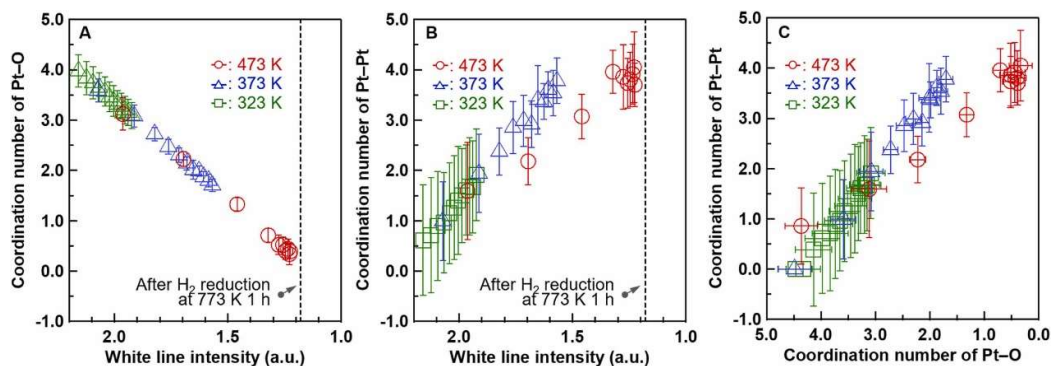 A
: 473 K
: 373 K
: 323 K
After H₂ reduction
at 773 K 1 h
5.0
4.0
3.0
2.0
1.0
0.0
-1.0
2.0
1.5
1.0
White line intensity (a.u.)
Coordination number of Pt–O
B
: 473 K
: 373 K
: 323 K
After H₂ reduction
at 773 K 1 h
5.0
4.0
3.0
2.0
1.0
0.0
-1.0
2.0
1.5
1.0
White line intensity (a.u.)
Coordination number of Pt–Pt
C
: 473 K
: 373 K
: 323 K
5.0
4.0
3.0
2.0
1.0
0.0
-1.0
5.0
4.0
3.0
2.0
1.0
0.0
Coordination number of Pt–O
Coordination number of Pt–Pt